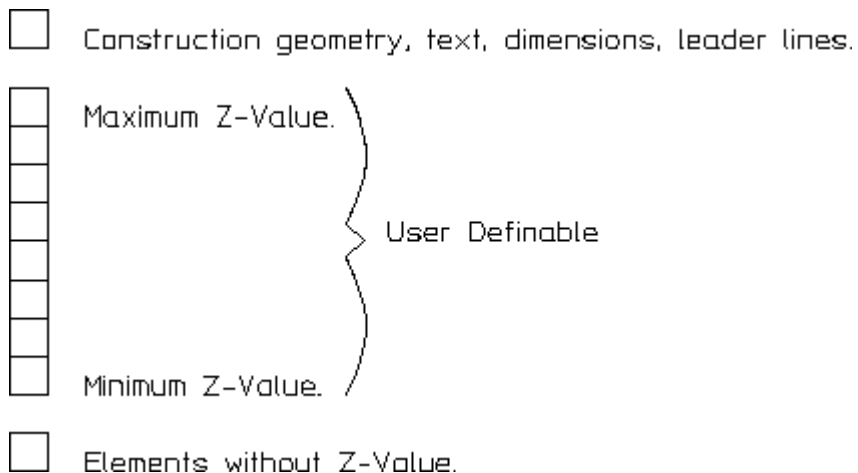 Construction geometry, text, dimensions, leader lines.
Maximum Z-Value.
User Definable
Minimum Z-Value.
Elements without Z-Value.